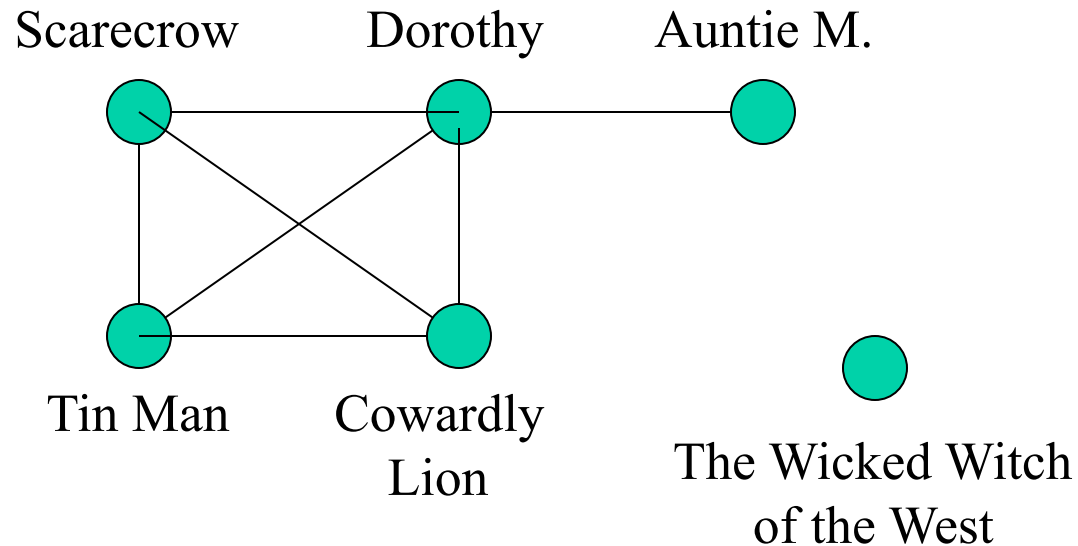 Scarecrow
Dorothy
Auntie M.
Tin Man
Cowardly
Lion
The Wicked Witch
of the West